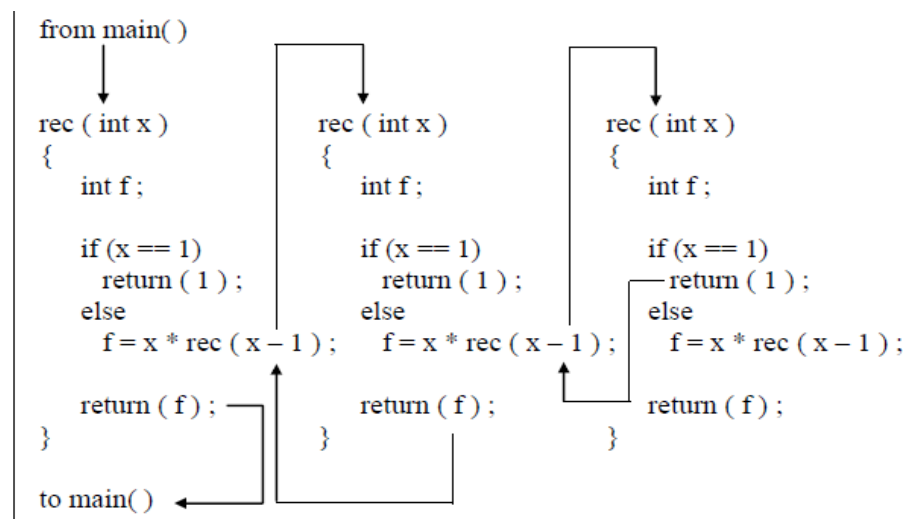 from main( )
rec ( int x )
{
int f ;
if (x == 1)
return ( 1 ) ;
else
f = x * rec ( x – 1 ) ;
return ( f ) ;
}
to main( )
rec ( int x )
{
int f ;
if (x == 1)
return ( 1 ) ;
else
f = x * rec ( x – 1 ) ;
return ( f ) ;
}
rec ( int x )
{
int f ;
if (x == 1)
return ( 1 ) ;
else
f = x * rec ( x – 1 ) ;
return ( f ) ;
}